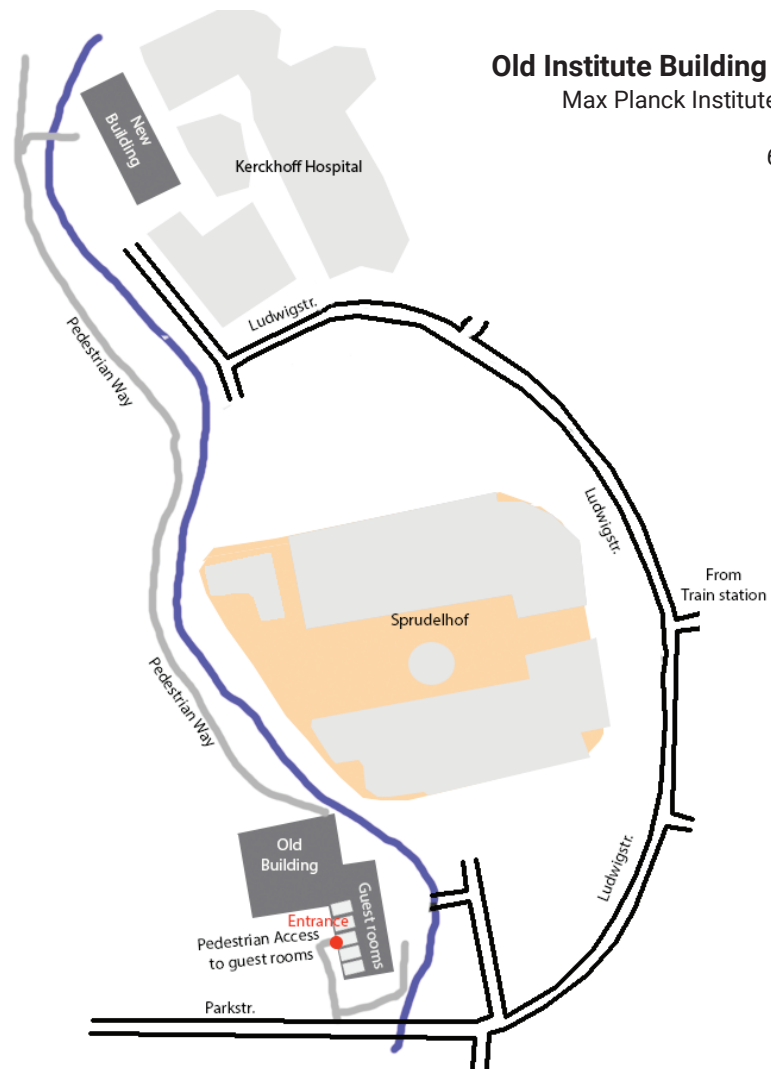 Old Institute Building
Max Planck Institute
6
New
Building
Kerckhoff Hospital
Ludwigstr.
Pedestrian Way
Ludwigstr.
From
Train station
Sprudelhof
Pedestrian Way
Old
Building
Ludwigstr.
Guest rooms
Entrance
Pedestrian Access
to guest rooms
Parkstr.